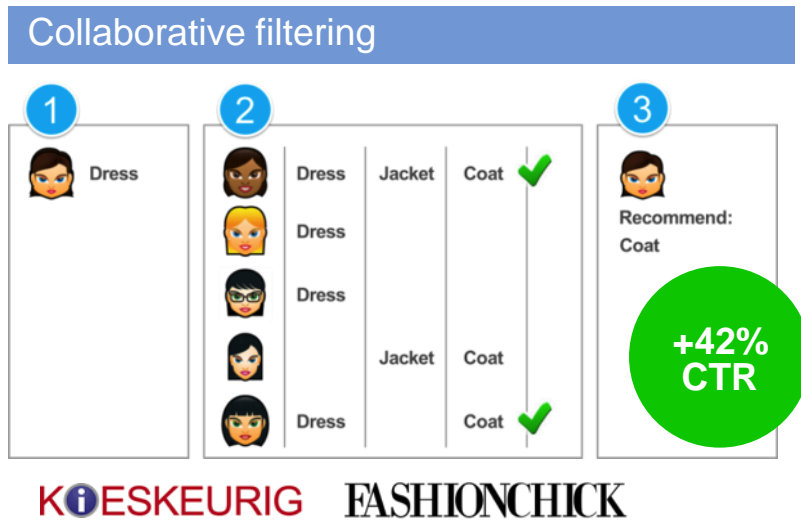 Collaborative filtering
1
2
3
Dress
Dress Jacket Coat
Dress
Dress
Jacket Coat
Dress Coat
Recommend:
Coat
+42%
CTR
KIESKEURIG FASHIONCHICK